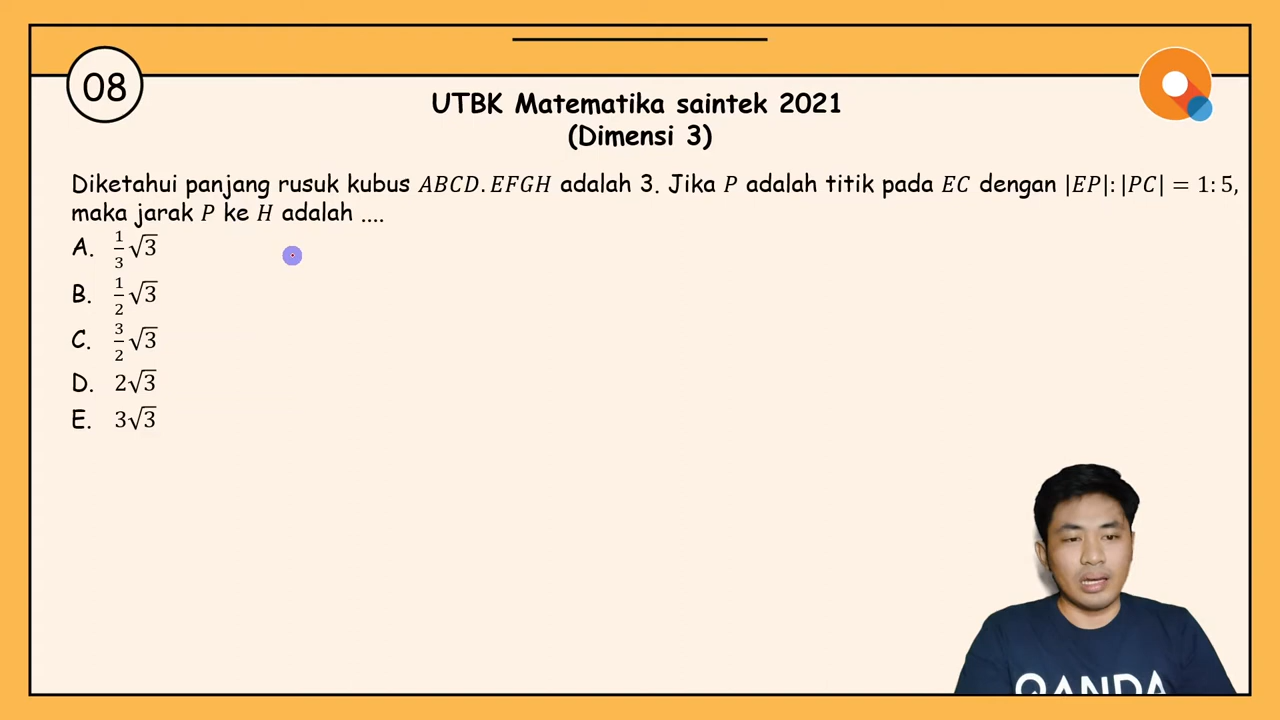 08
UTBK Matematika saintek 2021
(Dimensi 3)
Diketahui panjang rusuk kubus ABCD.EFGH adalah 3. Jika P adalah titik pada EC dengan |EP|:|PC| = 1:5,
maka jarak P ke H adalah ....
A. 1/3 √3
B. 1/2 √3
C. 3/2 √3
D. 2√3
E. 3√3
QANDA